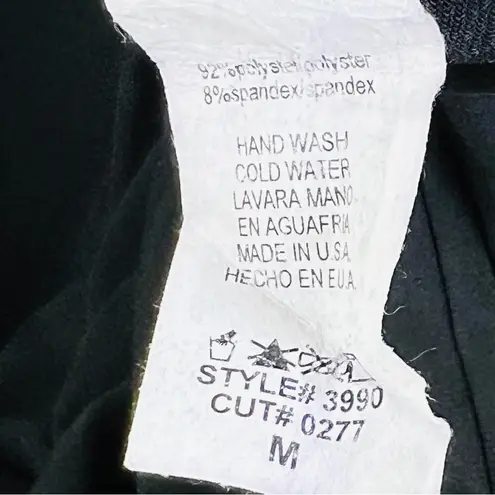 92%polyster/polyster
8%spandex/spandex
HAND WASH
COLD WATER
LAVARA MANO
EN AGUAFRIA
MADE IN U.S.A
HECHO EN EUA
STYLE# 3990
CUT# 0277
M